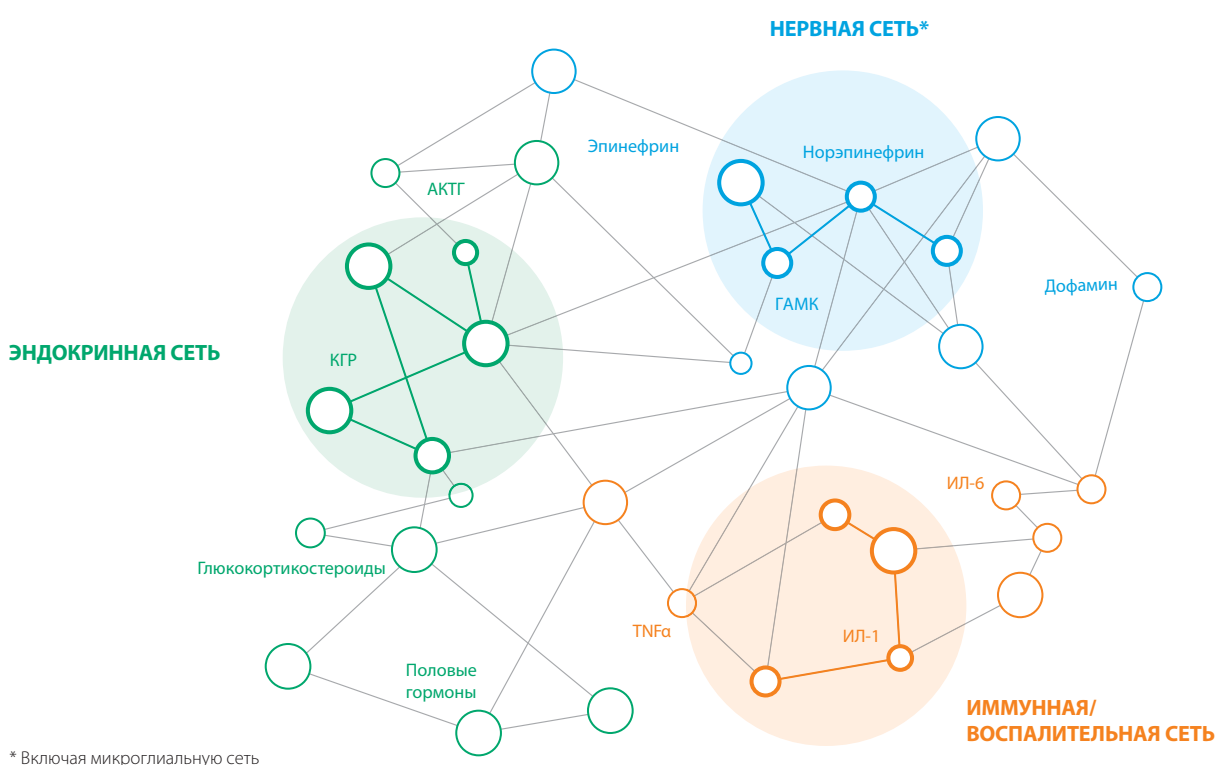 НЕРВНАЯ СЕТЬ*
Эпинефрин
Норэпинефрин
АКТГ
Дофамин
ГАМК
ЭНДОКРИННАЯ СЕТЬ
КГР
ИЛ-6
Глюкокортикостероиды
TNFα
ИЛ-1
Половые
гормоны
ИММУННАЯ/
ВОСПАЛИТЕЛЬНАЯ СЕТЬ
* Включая микроглиальную сеть